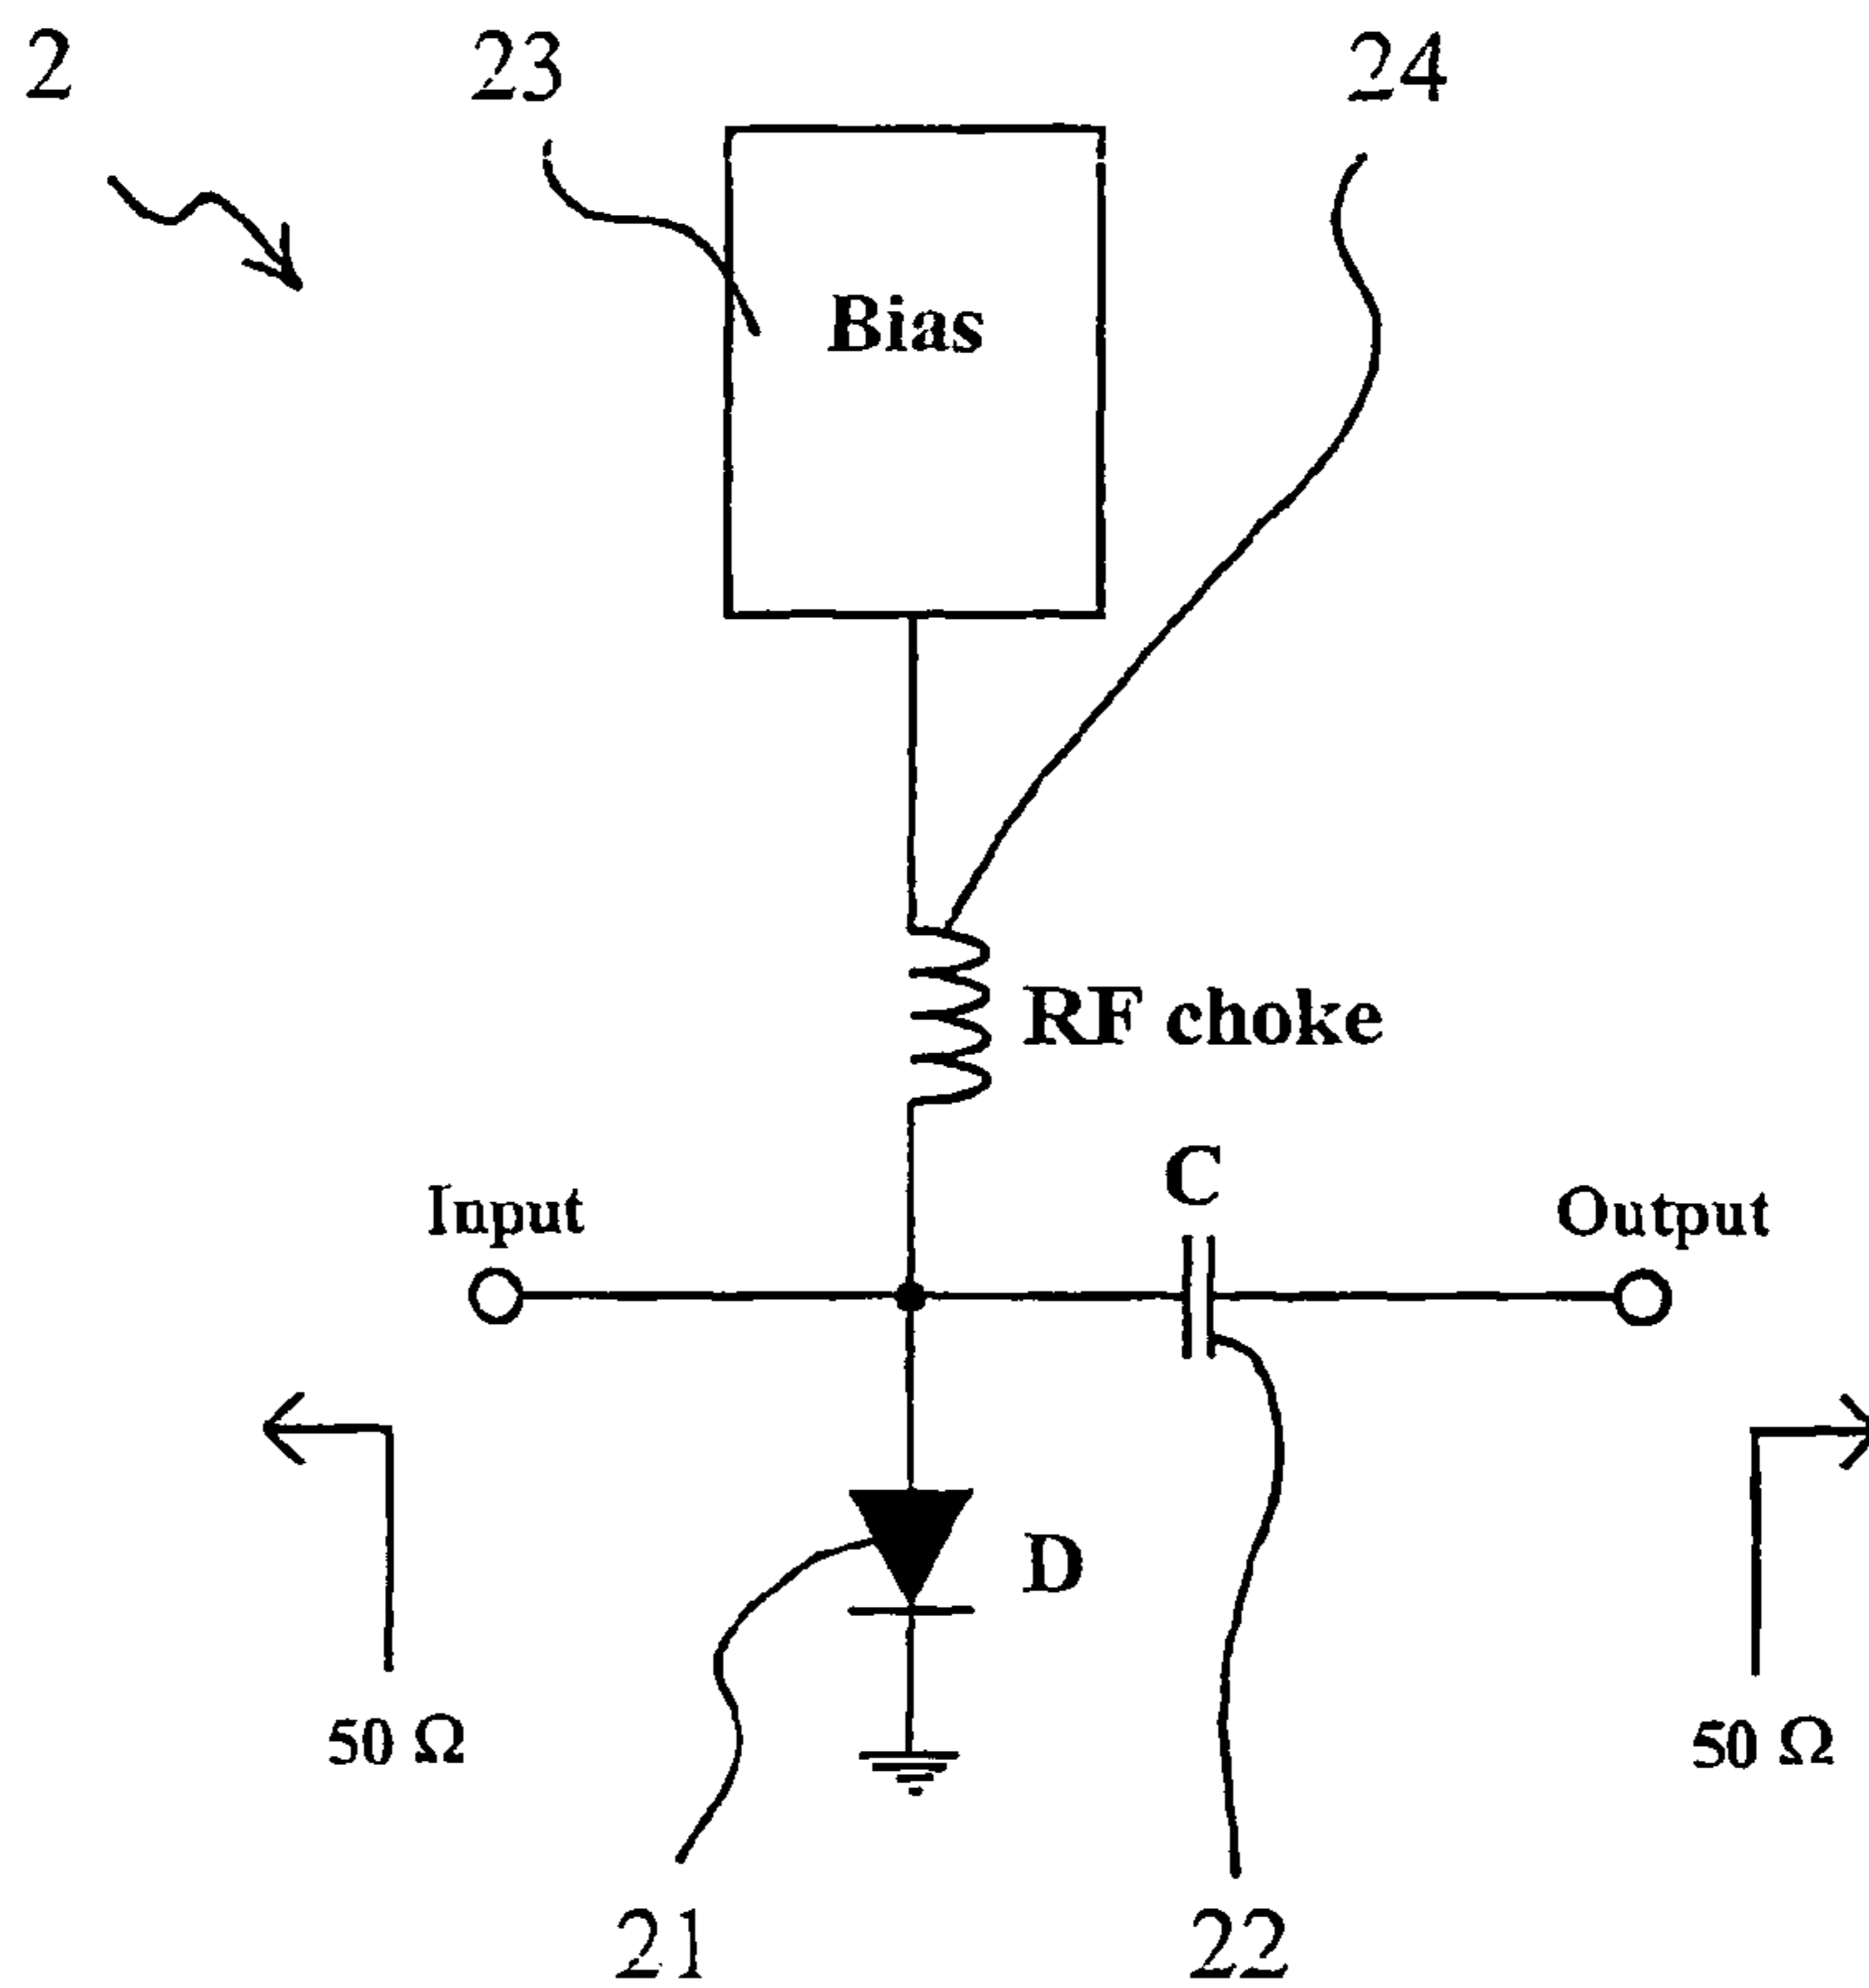 2
23
24
Bias
RF choke
C
Input
Output
D
50 Ω
50 Ω
21
22